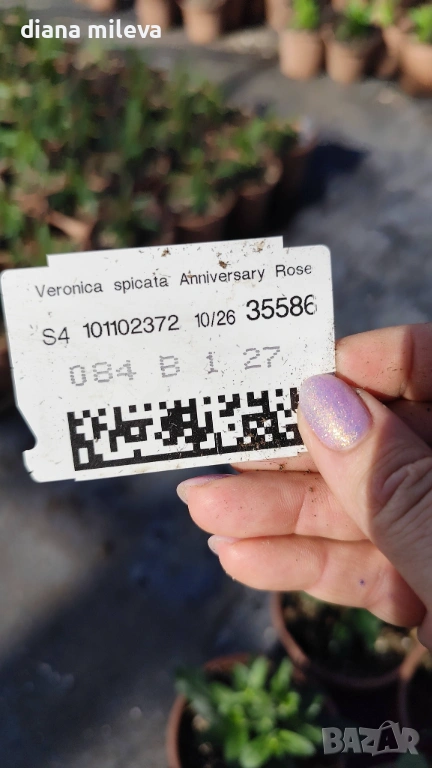 diana mileva
Veronica spicata Anniversary Rose
S4 101102372 10/26 35586
084 B 1 27
BAZAR